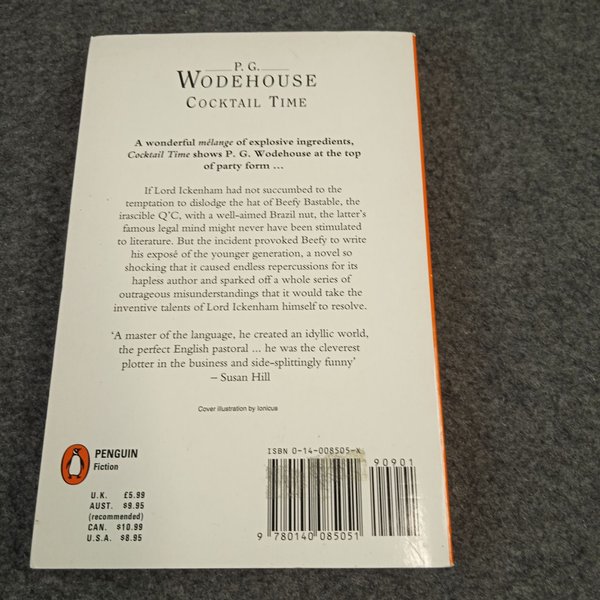 P. G.
WODEHOUSE
COCKTAIL TIME
A wonderful mélange of explosive ingredients,
Cocktail Time shows P. G. Wodehouse at the top
of party form ...
If Lord Ickenham had not succumbed to the
temptation to dislodge the hat of Beefy Bastable, the
irascible Q'C, with a well-aimed Brazil nut, the latter's
famous legal mind might never have been stimulated
to literature. But the incident provoked Beefy to write
his exposé of the younger generation, a novel so
shocking that it caused endless repercussions for its
hapless author and sparked off a whole series of
outrageous misunderstandings that it would take the
inventive talents of Lord Ickenham himself to resolve.
'A master of the language, he created an idyllic world,
the perfect English pastoral ... he was the cleverest
plotter in the business and side-splittingly funny'
– Susan Hill
Cover illustration by Ionicus
PENGUIN
Fiction
U.K. £5.99
AUST. $9.95
(recommended)
CAN. $10.99
U.S.A. $8.95
ISBN 0-14-008505-X
90901
9 780140 085051